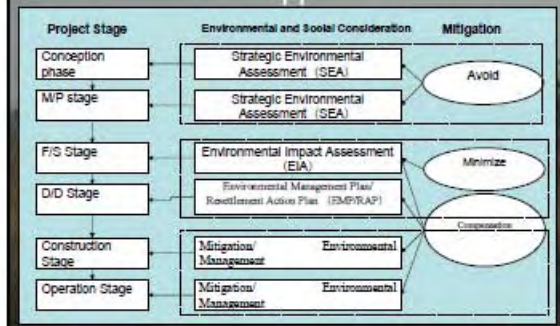 Project Stage
Environmental and Social Consideration
Mitigation
Conception
phase
Strategic Environmental
Assessment (SEA)
Avoid
M/P stage
Strategic Environmental
Assessment (SEA)
F/S Stage
Environmental Impact Assessment
(EIA)
Minimize
D/D Stage
Environmental Management Plan/
Resettlement Action Plan (EMP/RAP)
Compensation
Construction
Stage
Mitigation/ Environmental
Management
Operation Stage
Mitigation/ Environmental
Management